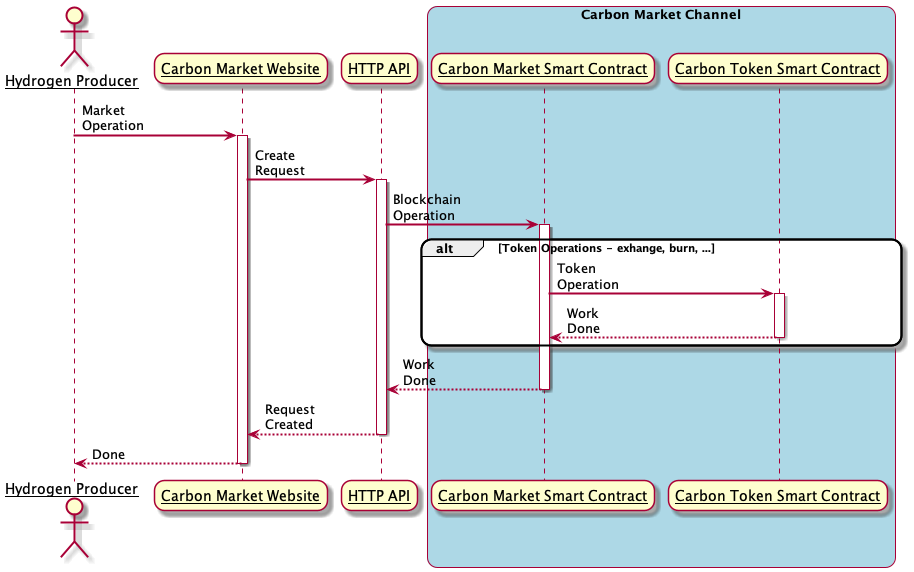 Carbon Market Channel
Hydrogen Producer
Carbon Market Website
HTTP API
Carbon Market Smart Contract
Carbon Token Smart Contract
Market
Operation
Create
Request
Blockchain
Operation
alt
[Token Operations - exhange, burn, ...]
Token
Operation
Work
Done
Work
Done
Request
Created
Done
Hydrogen Producer
Carbon Market Website
HTTP API
Carbon Market Smart Contract
Carbon Token Smart Contract